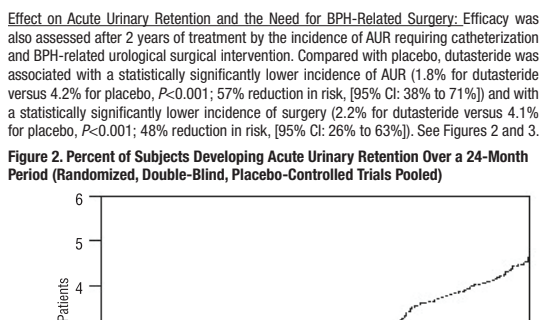 Effect on Acute Urinary Retention and the Need for BPH-Related Surgery: Efficacy was
also assessed after 2 years of treatment by the incidence of AUR requiring catheterization
and BPH-related urological surgical intervention. Compared with placebo, dutasteride was
associated with a statistically significantly lower incidence of AUR (1.8% for dutasteride
versus 4.2% for placebo, P<0.001; 57% reduction in risk, [95% CI: 38% to 71%]) and with
a statistically significantly lower incidence of surgery (2.2% for dutasteride versus 4.1%
for placebo, P<0.001; 48% reduction in risk, [95% CI: 26% to 63%]). See Figures 2 and 3.
Figure 2. Percent of Subjects Developing Acute Urinary Retention Over a 24-Month
Period (Randomized, Double-Blind, Placebo-Controlled Trials Pooled)
6
5
4
Patients